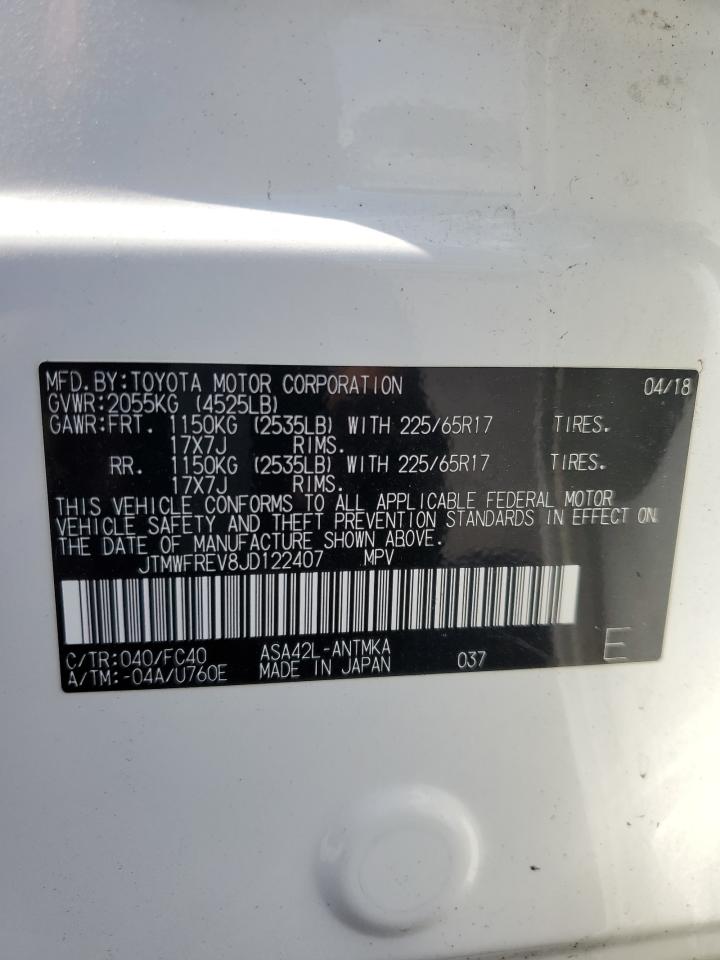 MFD.BY:TOYOTA MOTOR CORPORATION 04/18
GVWR:2055KG (4525LB)
GAWR:FRT. 1150KG (2535LB) WITH 225/65R17 TIRES.
17X7J RIMS.
RR. 1150KG (2535LB) WITH 225/65R17 TIRES.
17X7J RIMS.
THIS VEHICLE CONFORMS TO ALL APPLICABLE FEDERAL MOTOR
VEHICLE SAFETY AND THEFT PREVENTION STANDARDS IN EFFECT ON
THE DATE OF MANUFACTURE SHOWN ABOVE.
JTMWFREV8JD122407 MPV
C/TR:040/FC40 ASA42L-ANTMKA
A/TM:-04A/U760E MADE IN JAPAN 037 E